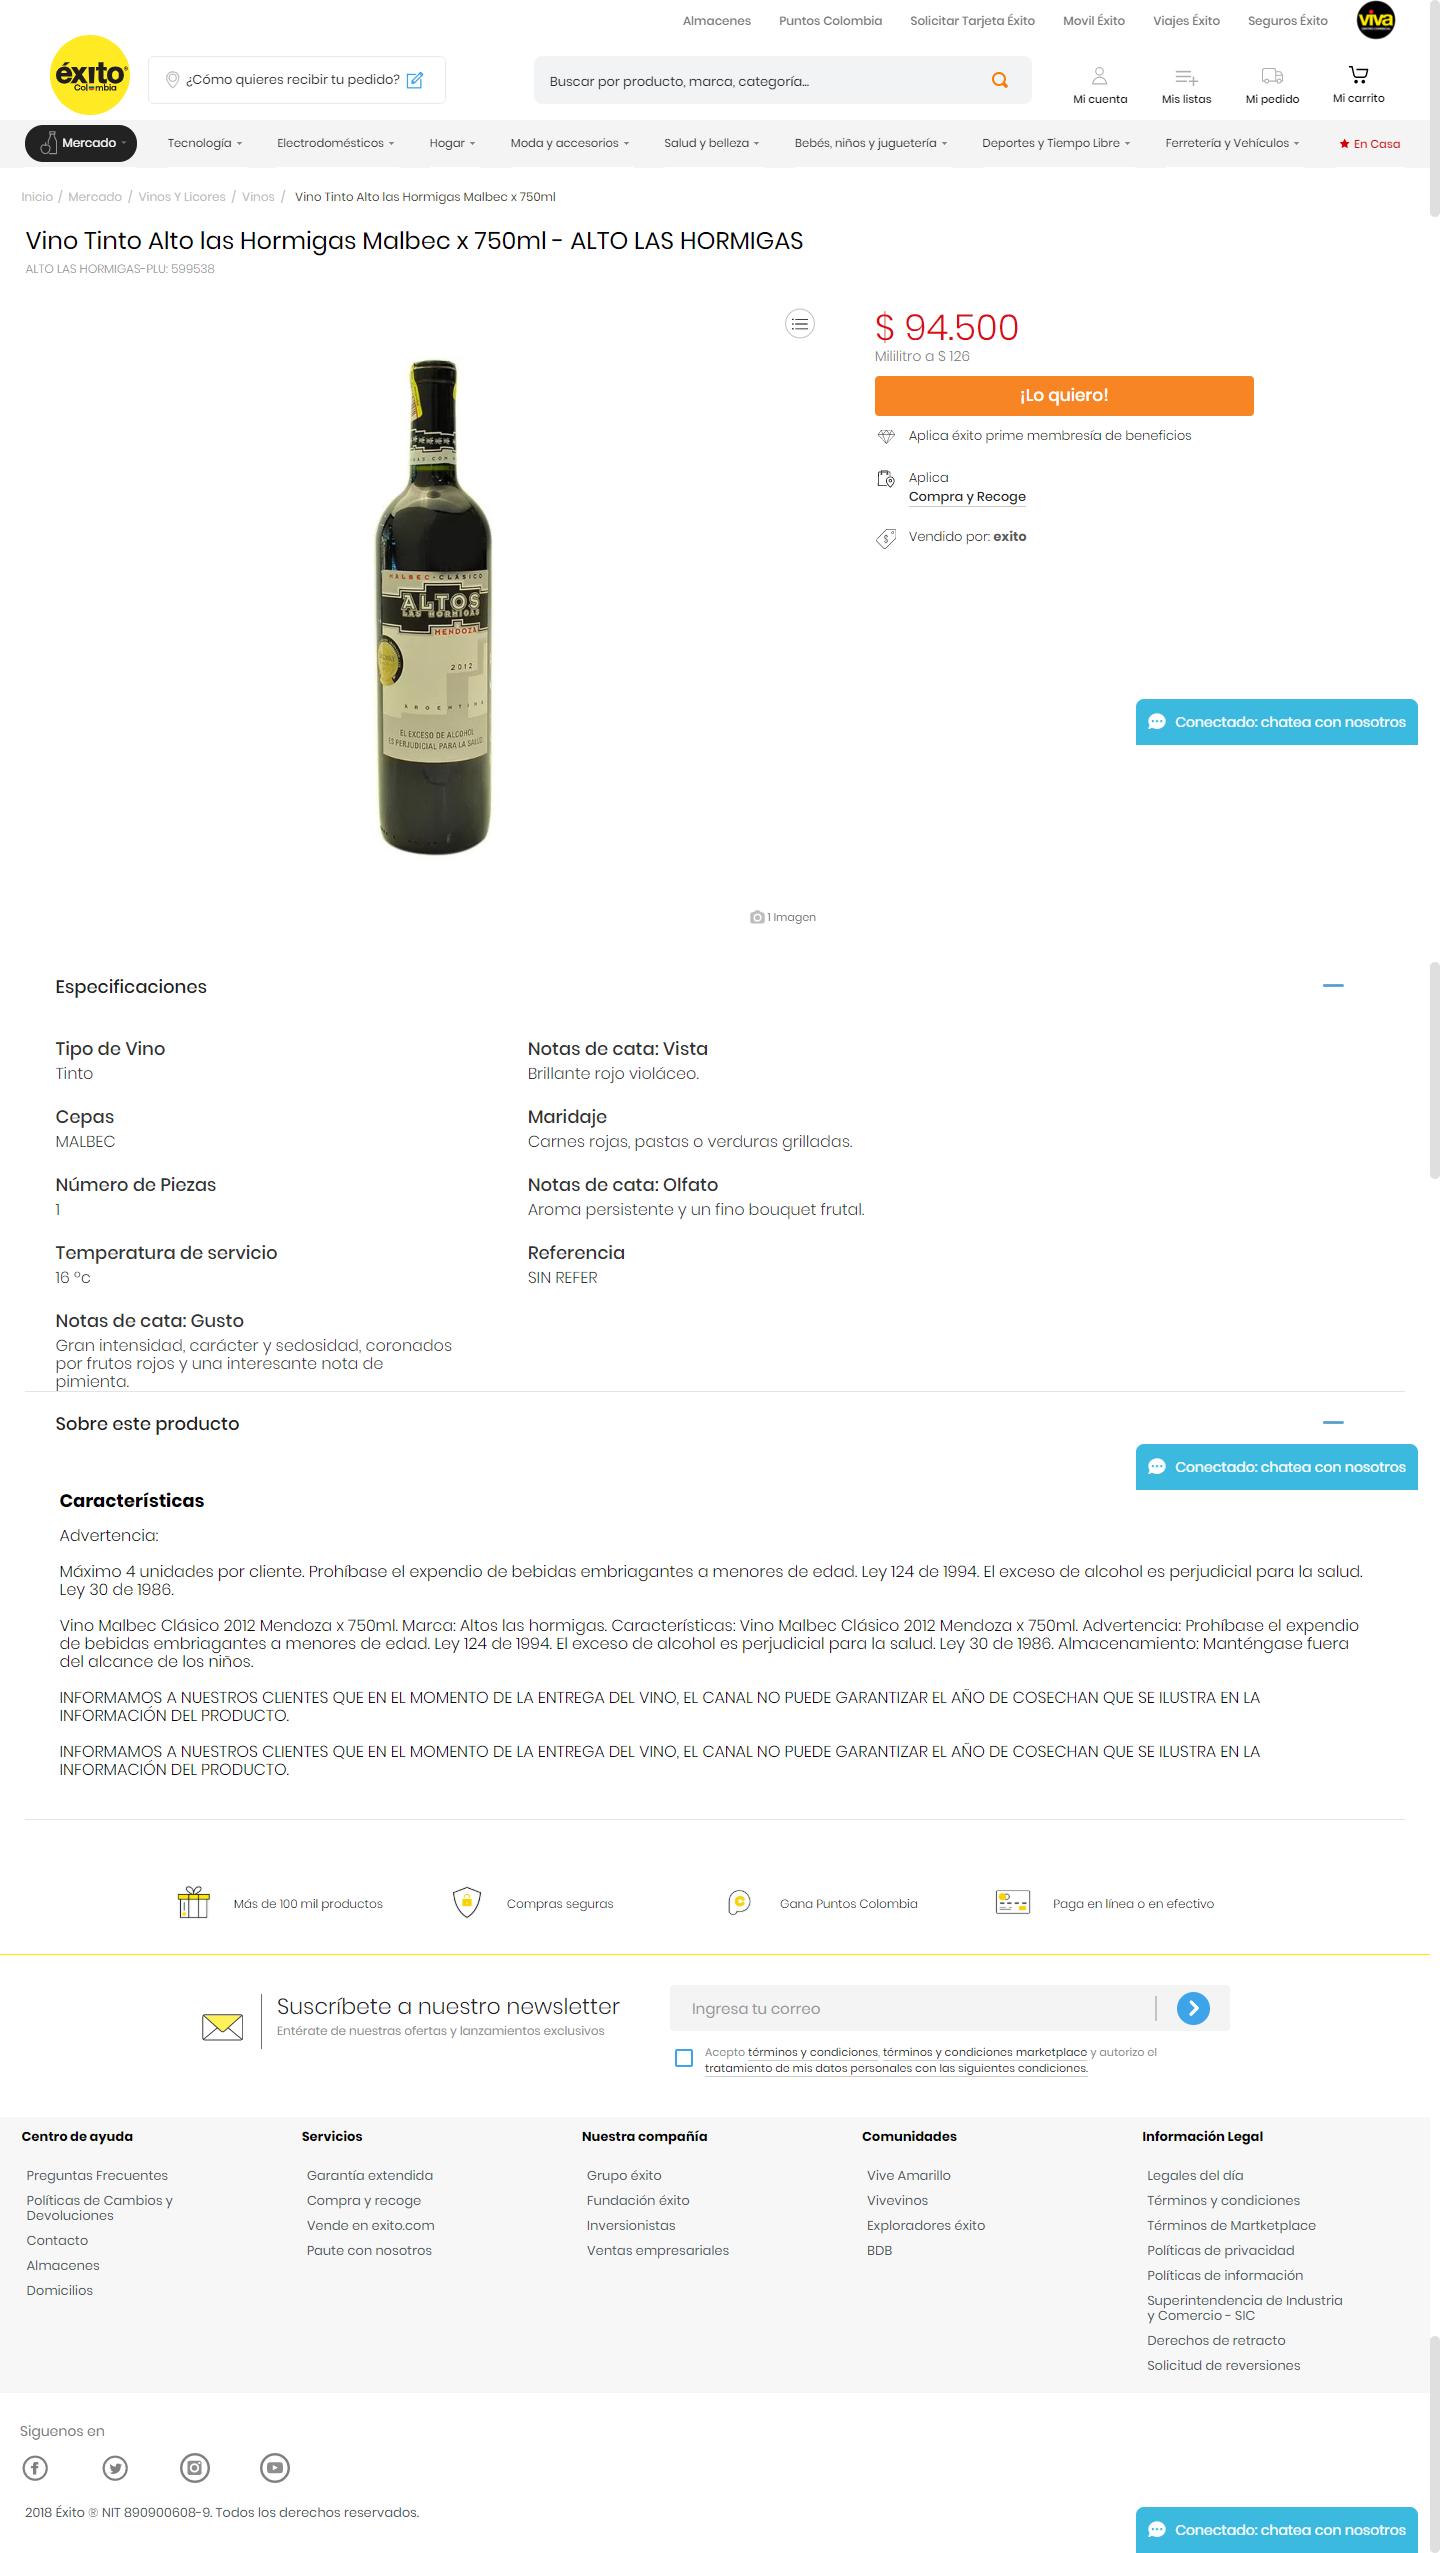 Almacenes Puntos Colombia Solicitar Tarjeta Éxito Movil Éxito Viajes Éxito Seguros Éxito viva
éxito
Colombia
¿Cómo quieres recibir tu pedido?
Buscar por producto, marca, categoría...
Mi cuenta Mis listas Mi pedido Mi carrito
Mercado Tecnología Electrodomésticos Hogar Moda y accesorios Salud y belleza Bebés, niños y juguetería Deportes y Tiempo Libre Ferretería y Vehículos En Casa
Inicio / Mercado / Vinos Y Licores / Vinos / Vino Tinto Alto las Hormigas Malbec x 750ml
Vino Tinto Alto las Hormigas Malbec x 750ml - ALTO LAS HORMIGAS
ALTO LAS HORMIGAS-PLU: 599538
$ 94.500
Mililitro a $ 126
¡Lo quiero!
Aplica éxito prime membresía de beneficios
Aplica
Compra y Recoge
Vendido por: exito
MALBEC · CLÁSICO
ALTOS
LAS HORMIGAS
MENDOZA
2012
ARGENTINA
EL EXCESO DE ALCOHOL
ES PERJUDICIAL PARA LA SALUD.
Conectado: chatea con nosotros
1 Imagen
Especificaciones
Tipo de Vino
Tinto
Notas de cata: Vista
Brillante rojo violáceo.
Cepas
MALBEC
Maridaje
Carnes rojas, pastas o verduras grilladas.
Número de Piezas
1
Notas de cata: Olfato
Aroma persistente y un fino bouquet frutal.
Temperatura de servicio
16 °c
Referencia
SIN REFER
Notas de cata: Gusto
Gran intensidad, carácter y sedosidad, coronados
por frutos rojos y una interesante nota de
pimienta.
Sobre este producto
Conectado: chatea con nosotros
Características
Advertencia:
Máximo 4 unidades por cliente. Prohíbase el expendio de bebidas embriagantes a menores de edad. Ley 124 de 1994. El exceso de alcohol es perjudicial para la salud.
Ley 30 de 1986.
Vino Malbec Clásico 2012 Mendoza x 750ml. Marca: Altos las hormigas. Características: Vino Malbec Clásico 2012 Mendoza x 750ml. Advertencia: Prohíbase el expendio
de bebidas embriagantes a menores de edad. Ley 124 de 1994. El exceso de alcohol es perjudicial para la salud. Ley 30 de 1986. Almacenamiento: Manténgase fuera
del alcance de los niños.
INFORMAMOS A NUESTROS CLIENTES QUE EN EL MOMENTO DE LA ENTREGA DEL VINO, EL CANAL NO PUEDE GARANTIZAR EL AÑO DE COSECHAN QUE SE ILUSTRA EN LA
INFORMACIÓN DEL PRODUCTO.
INFORMAMOS A NUESTROS CLIENTES QUE EN EL MOMENTO DE LA ENTREGA DEL VINO, EL CANAL NO PUEDE GARANTIZAR EL AÑO DE COSECHAN QUE SE ILUSTRA EN LA
INFORMACIÓN DEL PRODUCTO.
Más de 100 mil productos Compras seguras Gana Puntos Colombia Paga en línea o en efectivo
Suscríbete a nuestro newsletter
Entérate de nuestras ofertas y lanzamientos exclusivos
Ingresa tu correo
Acepto términos y condiciones, términos y condiciones marketplace y autorizo el
tratamiento de mis datos personales con las siguientes condiciones.
Centro de ayuda
Preguntas Frecuentes
Políticas de Cambios y
Devoluciones
Contacto
Almacenes
Domicilios
Servicios
Garantía extendida
Compra y recoge
Vende en exito.com
Paute con nosotros
Nuestra compañía
Grupo éxito
Fundación éxito
Inversionistas
Ventas empresariales
Comunidades
Vive Amarillo
Vivevinos
Exploradores éxito
BDB
Información Legal
Legales del día
Términos y condiciones
Términos de Martketplace
Políticas de privacidad
Políticas de información
Superintendencia de Industria
y Comercio - SIC
Derechos de retracto
Solicitud de reversiones
Siguenos en
2018 Éxito ® NIT 890900608-9. Todos los derechos reservados.
Conectado: chatea con nosotros